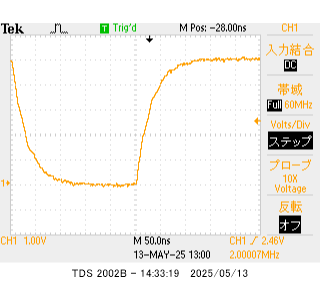 Tek T Trig'd M Pos: -28.00ns CH1
入力結合
DC
帯域
Full 60MHz
Volts/Div
ステップ
プローブ
10X
Voltage
反転
オフ
1
CH1 1.00V M 50.0ns CH1 / 2.46V
13-MAY-25 13:00 2.00007MHz
TDS 2002B - 14:33:19 2025/05/13